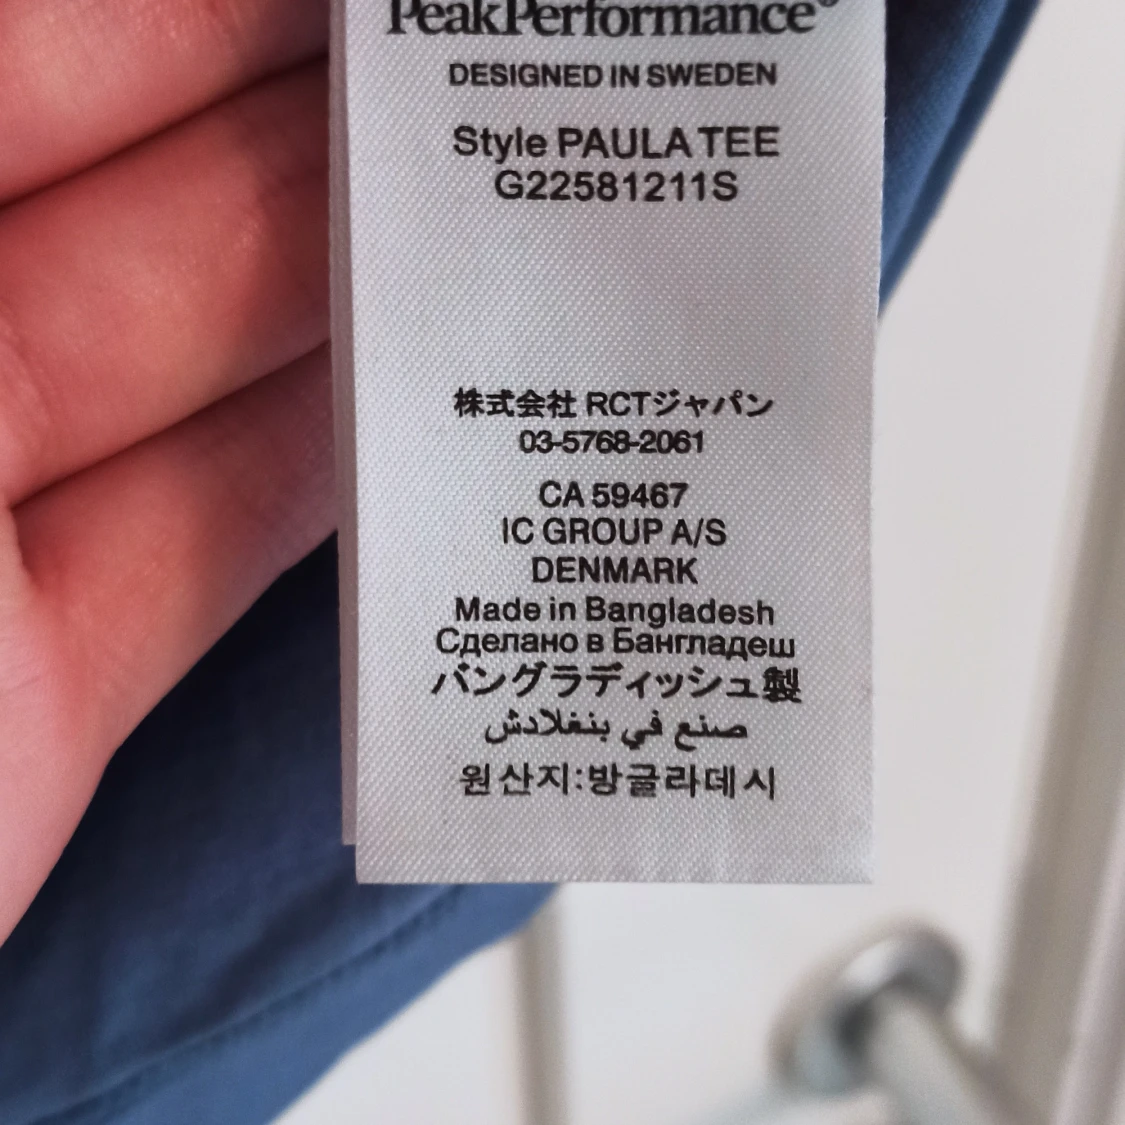 PeakPerformance®
DESIGNED IN SWEDEN
Style PAULA TEE
G22581211S
株式会社 RCTジャパン
03-5768-2061
CA 59467
IC GROUP A/S
DENMARK
Made in Bangladesh
Сделано в Бангладеш
バングラディッシュ製
صنع في بنغلادش
원산지:방글라데시